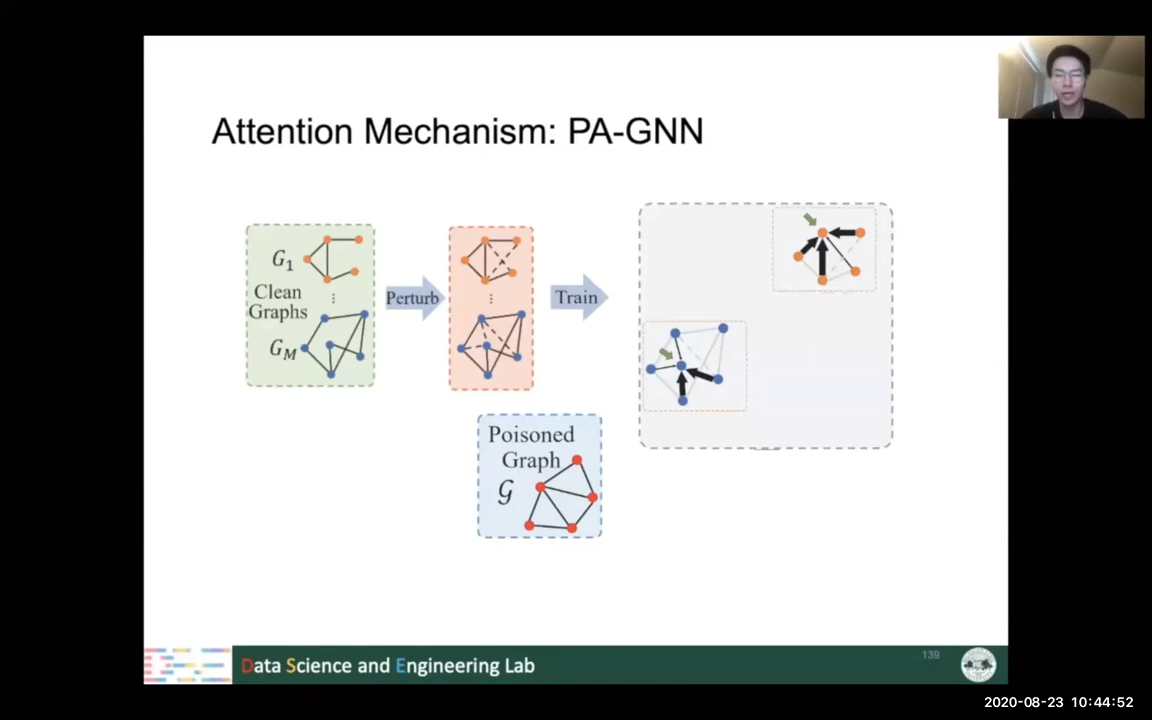 Attention Mechanism: PA-GNN
G1
Clean
Graphs
⋮
GM
Perturb
⋮
Train
Poisoned
Graph
𝒢
Data Science and Engineering Lab
139
2020-08-23 10:44:52